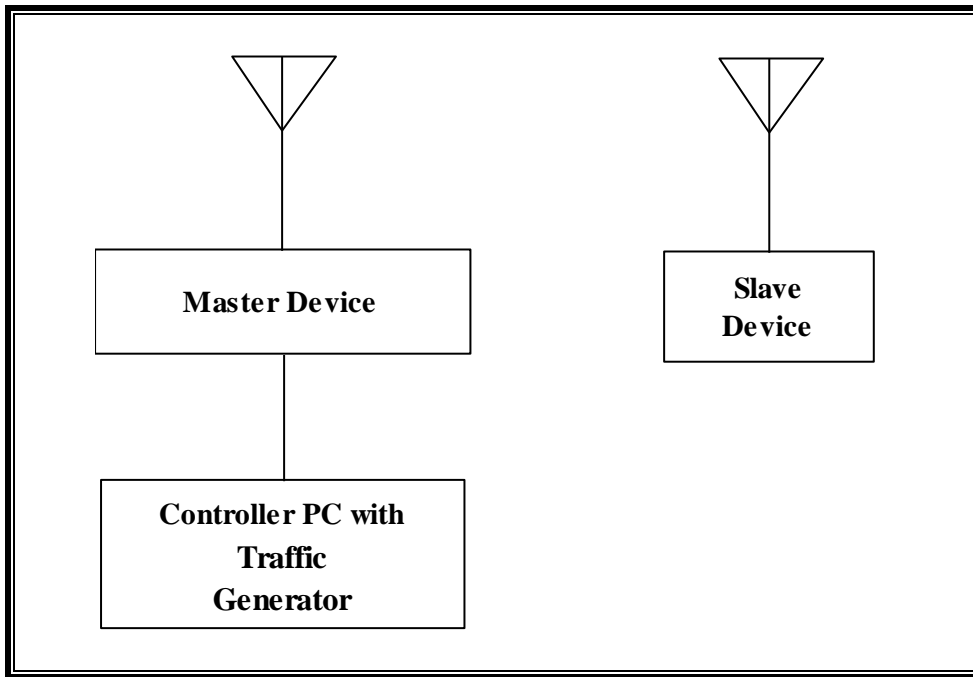 Master Device
Slave
Device
Controller PC with
Traffic
Generator